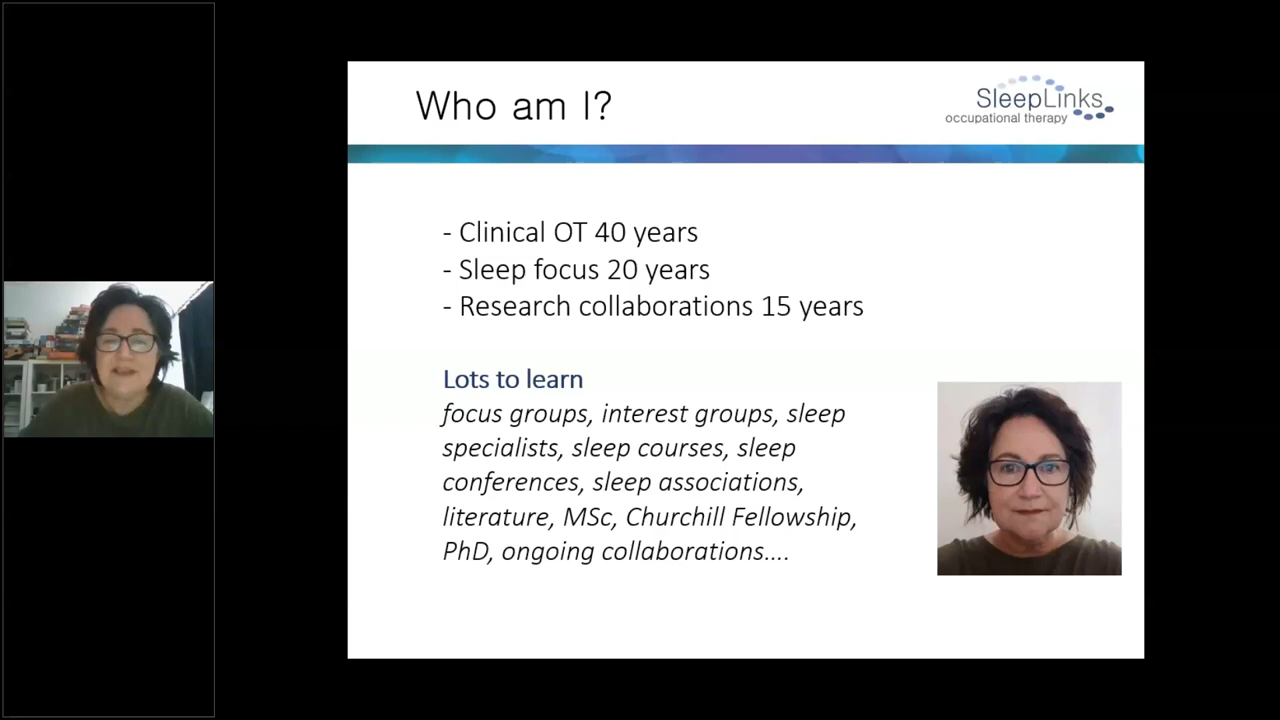 Who am I?
SleepLinks
occupational therapy
- Clinical OT 40 years
- Sleep focus 20 years
- Research collaborations 15 years
Lots to learn
focus groups, interest groups, sleep
specialists, sleep courses, sleep
conferences, sleep associations,
literature, MSc, Churchill Fellowship,
PhD, ongoing collaborations....